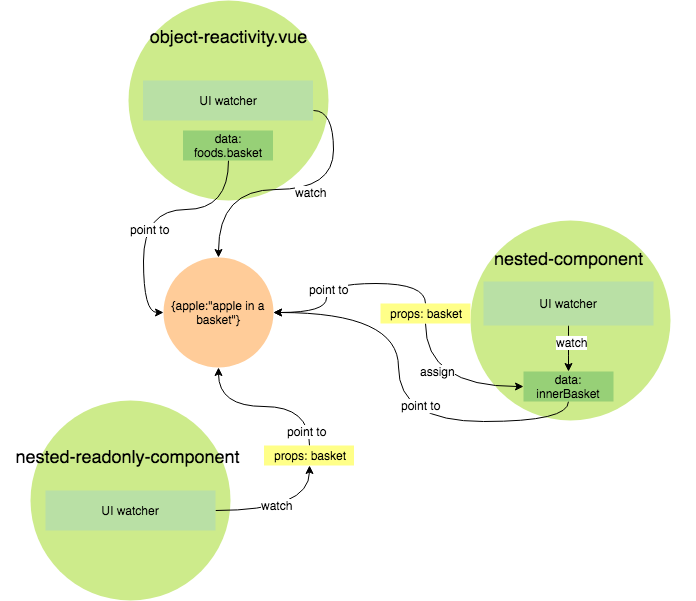 object-reactivity.vue
UI watcher
data:
foods.basket
watch
point to
{apple:"apple in a
basket"}
nested-component
UI watcher
point to
props: basket
watch
assign
data:
innerBasket
point to
point to
nested-readonly-component
props: basket
UI watcher
watch